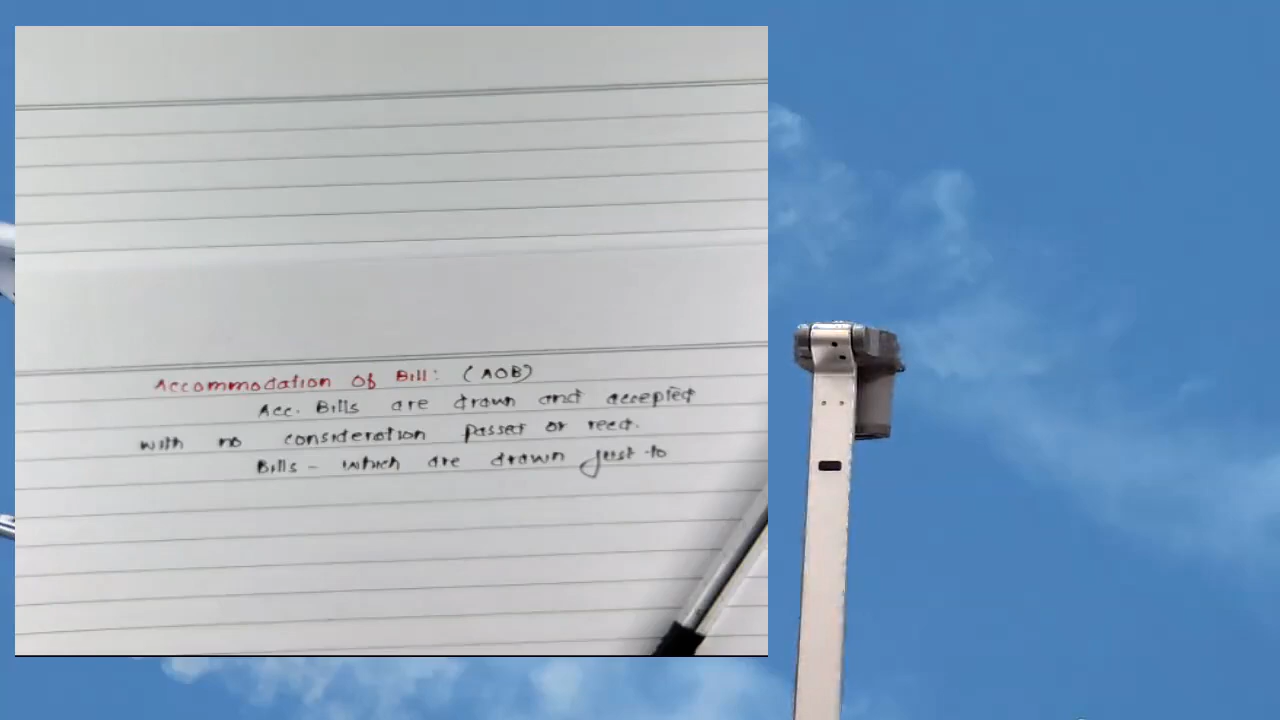 Accommodation Of Bill: (AOB)
Acc. Bills are drawn and accepted
with no consideration passed or recd.
Bills - which are drawn just to